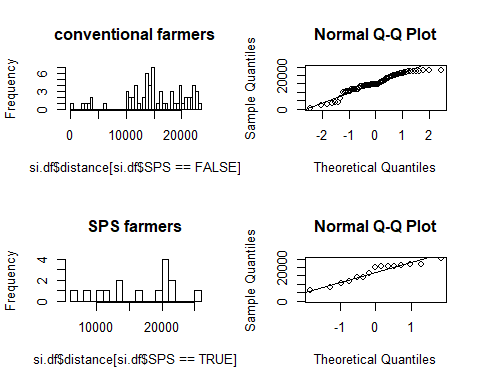 conventional farmers
Normal Q-Q Plot
Frequency
0 3 6
0 10000 20000
si.df$distance[si.df$SPS == FALSE]
Sample Quantiles
0 20000
-2 -1 0 1 2
Theoretical Quantiles
SPS farmers
Normal Q-Q Plot
Frequency
0 2 4
10000 20000
si.df$distance[si.df$SPS == TRUE]
Sample Quantiles
0 20000
-1 0 1
Theoretical Quantiles